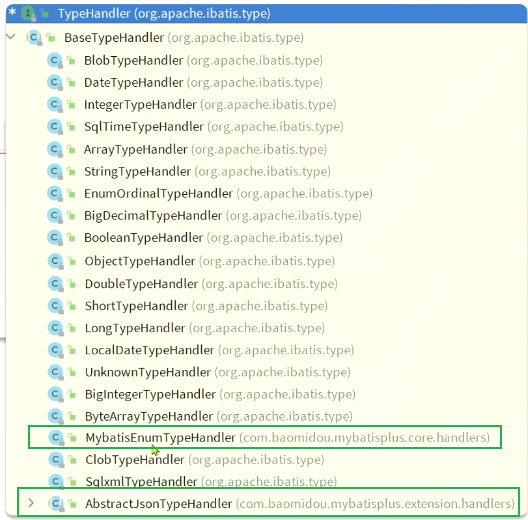 TypeHandler (org.apache.ibatis.type)
BaseTypeHandler (org.apache.ibatis.type)
BlobTypeHandler (org.apache.ibatis.type)
DateTypeHandler (org.apache.ibatis.type)
IntegerTypeHandler (org.apache.ibatis.type)
SqlTimeTypeHandler (org.apache.ibatis.type)
ArrayTypeHandler (org.apache.ibatis.type)
StringTypeHandler (org.apache.ibatis.type)
EnumOrdinalTypeHandler (org.apache.ibatis.type)
BigDecimalTypeHandler (org.apache.ibatis.type)
BooleanTypeHandler (org.apache.ibatis.type)
ObjectTypeHandler (org.apache.ibatis.type)
DoubleTypeHandler (org.apache.ibatis.type)
ShortTypeHandler (org.apache.ibatis.type)
LongTypeHandler (org.apache.ibatis.type)
LocalDateTypeHandler (org.apache.ibatis.type)
UnknownTypeHandler (org.apache.ibatis.type)
BigIntegerTypeHandler (org.apache.ibatis.type)
ByteArrayTypeHandler (org.apache.ibatis.type)
MybatisEnumTypeHandler (com.baomidou.mybatisplus.core.handlers)
ClobTypeHandler (org.apache.ibatis.type)
SqlxmlTypeHandler (org.apache.ibatis.type)
AbstractJsonTypeHandler (com.baomidou.mybatisplus.extension.handlers)